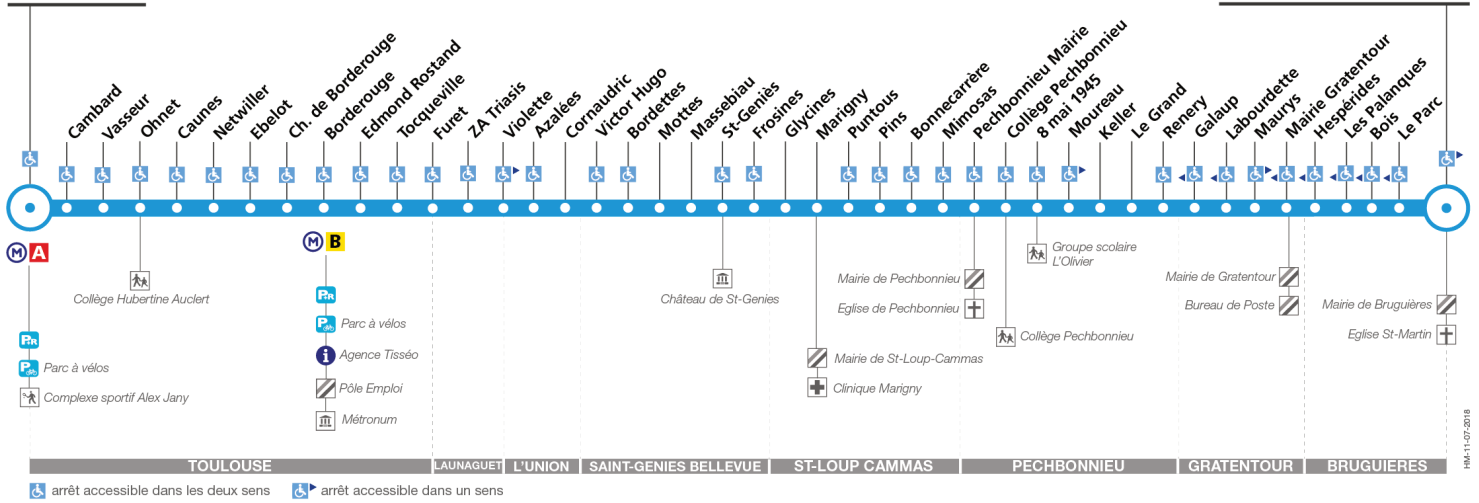 Cambard
Vasseur
Ohnet
Caunes
Netwiller
Ebelot
Ch. de Borderouge
Borderouge
Edmond Rostand
Tocqueville
Furet
ZA Triasis
Violette
Azalées
Cornaudric
Victor Hugo
Bordettes
Mottes
Massebiau
St-Geniès
Frosines
Glycines
Marigny
Puntous
Pins
Bonnecarrère
Mimosas
Pechbonnieu Mairie
Collège Pechbonnieu
8 mai 1945
Moureau
Keller
Le Grand
Renery
Galaup
Labourdette
Maurys
Mairie Gratentour
Hespérides
Les Palanques
Bois
Le Parc
M A
P+R
P
Parc à vélos
Complexe sportif Alex Jany
Collège Hubertine Auclert
M B
P+R
P
Parc à vélos
i
Agence Tisséo
Pôle Emploi
Métronum
Château de St-Genies
Mairie de St-Loup-Cammas
Clinique Marigny
Mairie de Pechbonnieu
Eglise de Pechbonnieu
Collège Pechbonnieu
Groupe scolaire
L'Olivier
Mairie de Gratentour
Bureau de Poste
Mairie de Bruguières
Eglise St-Martin
HM-11-07-2018
TOULOUSE
LAUNAGUET
L'UNION
SAINT-GENIES BELLEVUE
ST-LOUP CAMMAS
PECHBONNIEU
GRATENTOUR
BRUGUIERES
arrêt accessible dans les deux sens
arrêt accessible dans un sens